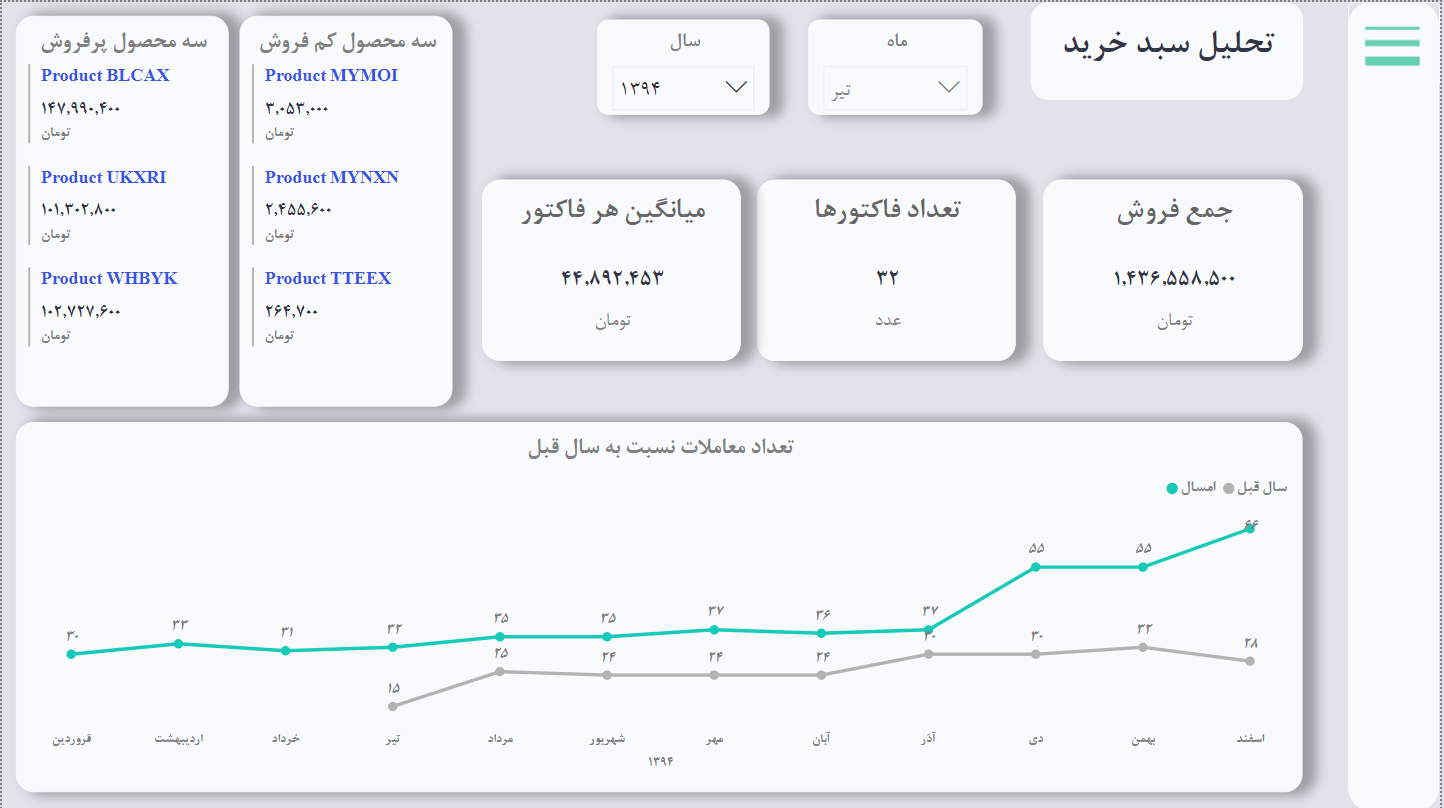 تحلیل سبد خرید
ماه
تیر
سال
۱۳۹۴
سه محصول کم فروش
Product MYMOI
۳,۰۵۳,۰۰۰
تومان
Product MYNXN
۲,۴۵۵,۶۰۰
تومان
Product TTEEX
۲۶۴,۷۰۰
تومان
سه محصول پرفروش
Product BLCAX
۱۴۷,۹۹۰,۴۰۰
تومان
Product UKXRI
۱۰۱,۳۰۲,۸۰۰
تومان
Product WHBYK
۱۰۲,۷۲۷,۶۰۰
تومان
جمع فروش
۱,۴۳۶,۵۵۸,۵۰۰
تومان
تعداد فاکتورها
۳۲
عدد
میانگین هر فاکتور
۴۴,۸۹۲,۴۵۳
تومان
تعداد معاملات نسبت به سال قبل
سال قبل امسال
۳۰ ۳۳ ۳۱ ۳۲ ۳۵ ۳۵ ۳۷ ۳۶ ۳۷ ۵۵ ۵۵ ۶۶
۱۵ ۲۵ ۲۴ ۲۴ ۲۴ ۳۰ ۳۰ ۳۲ ۲۸
فروردین اردیبهشت خرداد تیر مرداد شهریور مهر آبان آذر دی بهمن اسفند
۱۳۹۴